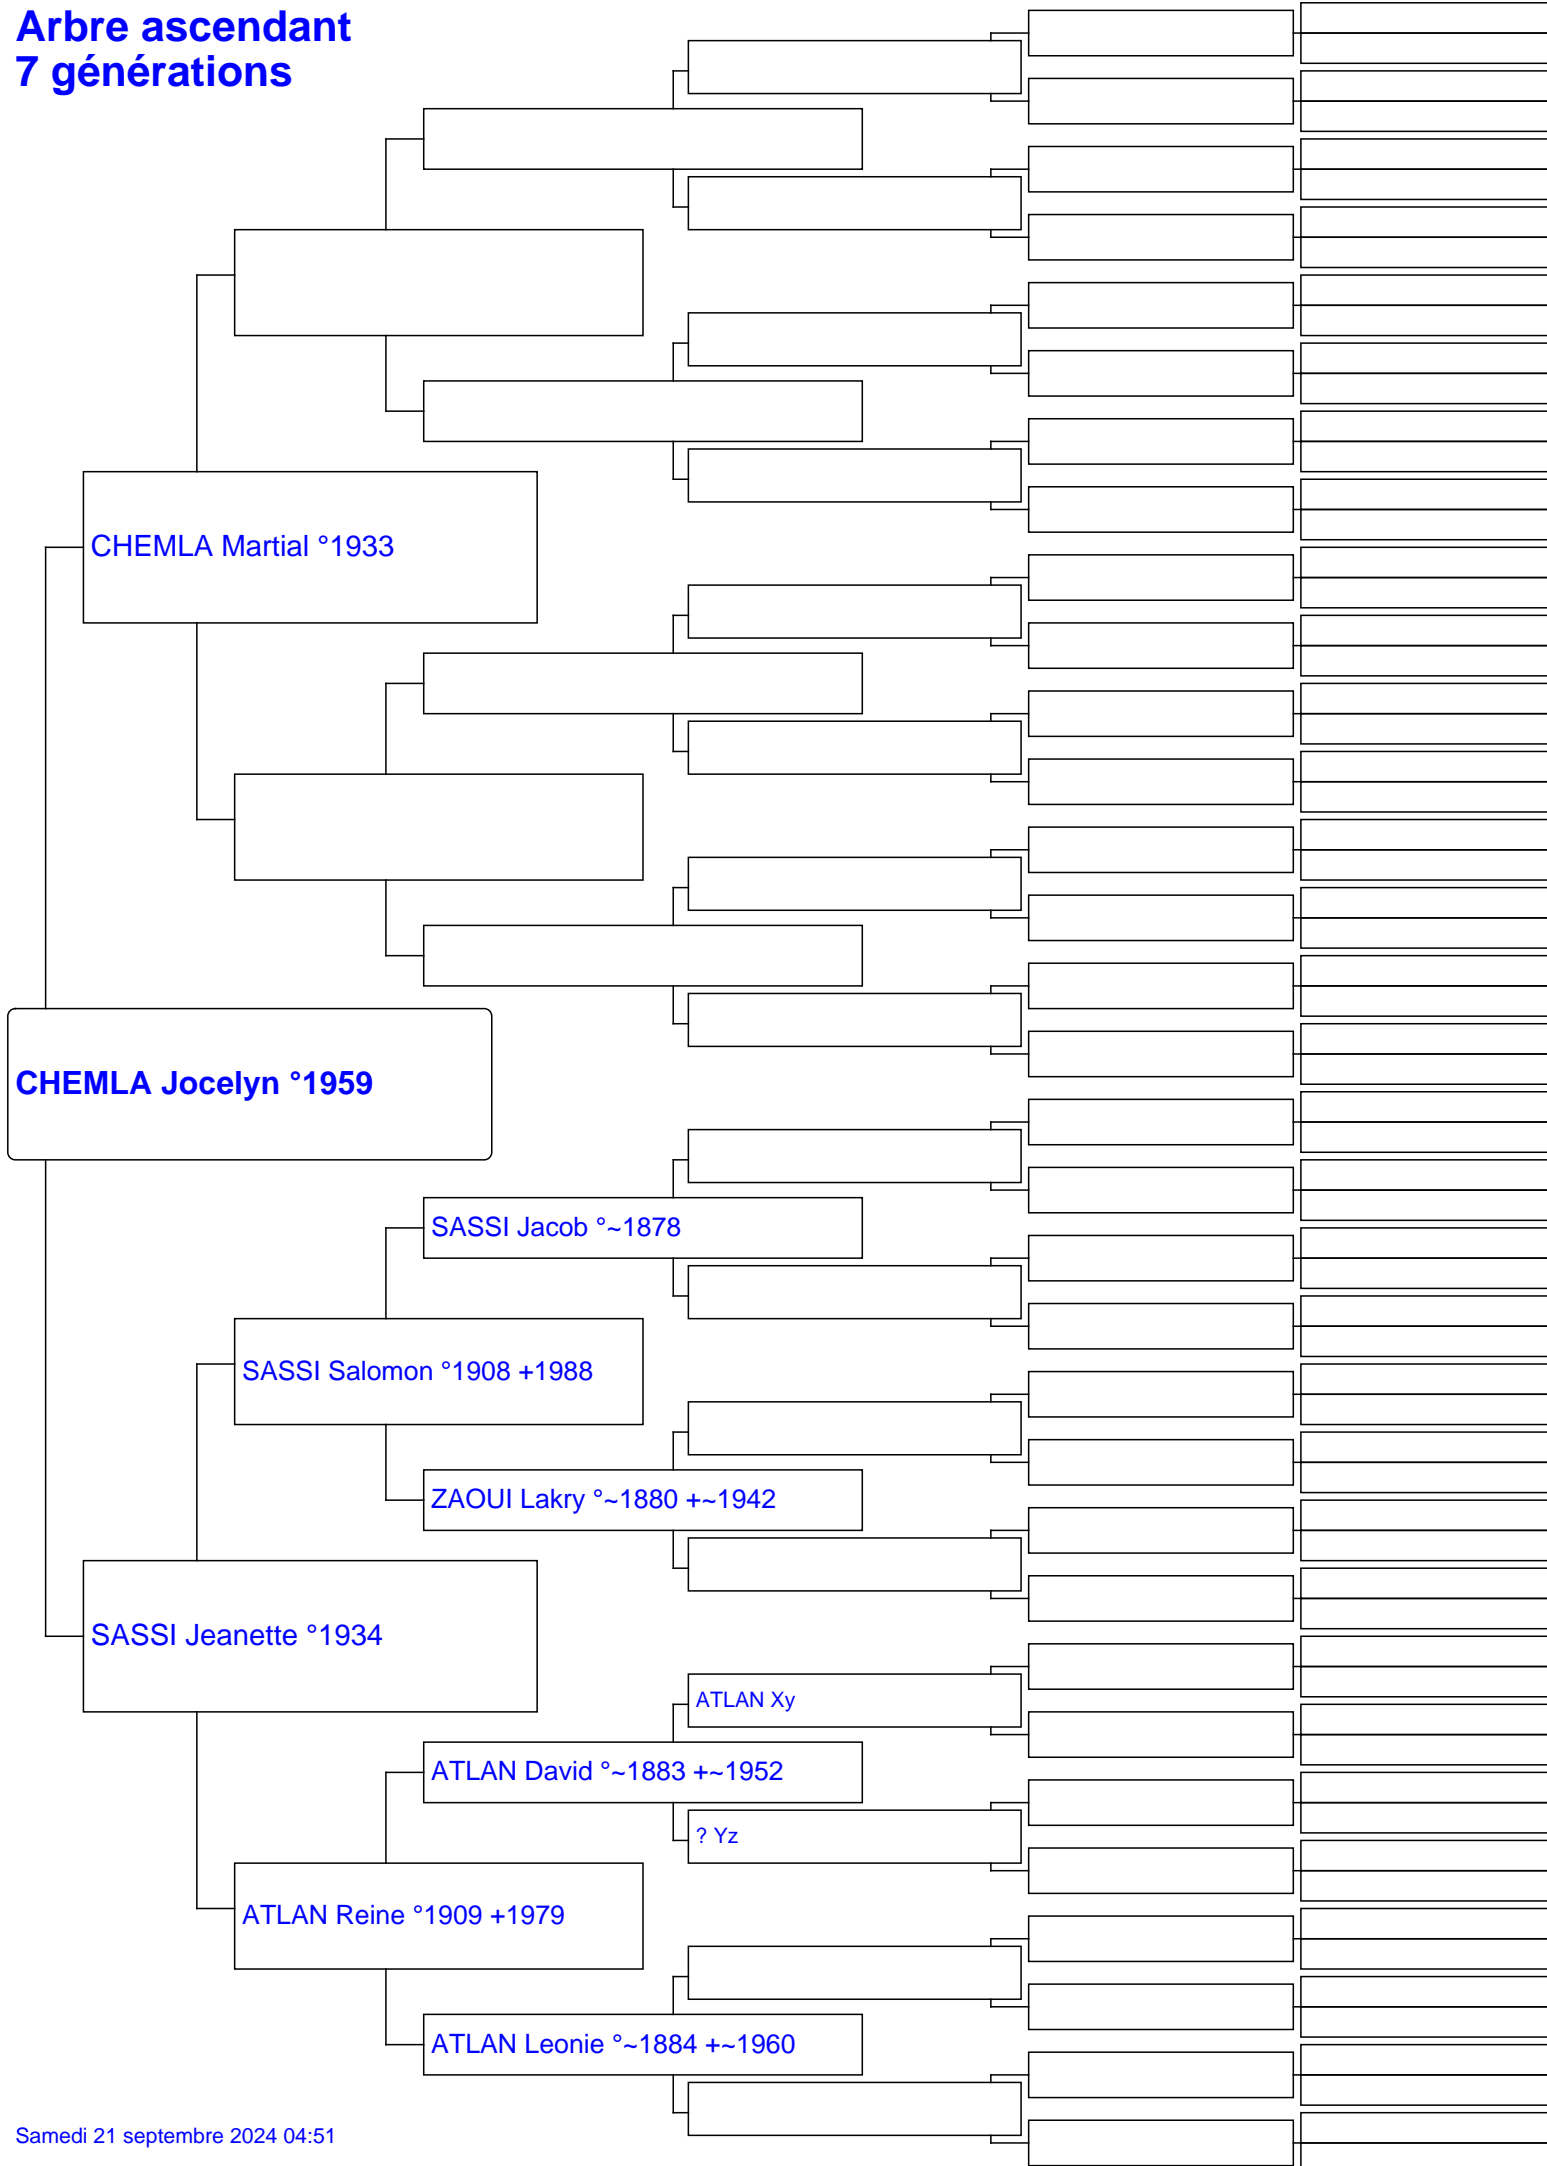 Arbre ascendant
7 générations
CHEMLA Martial °1933
CHEMLA Jocelyn °1959
SASSI Jacob °~1878
SASSI Salomon °1908 +1988
ZAOUI Lakry °~1880 +~1942
SASSI Jeanette °1934
ATLAN Xy
ATLAN David °~1883 +~1952
? Yz
ATLAN Reine °1909 +1979
ATLAN Leonie °~1884 +~1960
Samedi 21 septembre 2024 04:51